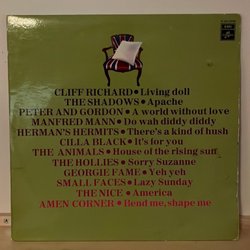 CLIFF RICHARD • Living doll
THE SHADOWS • Apache
PETER AND GORDON • A world without love
MANFRED MANN • Do wah diddy diddy
HERMAN'S HERMITS • There's a kind of hush
CILLA BLACK • It's for you
THE ANIMALS • House of the rising sun
THE HOLLIES • Sorry Suzanne
GEORGIE FAME • Yeh yeh
SMALL FACES • Lazy Sunday
THE NICE • America
AMEN CORNER • Bend me, shape me